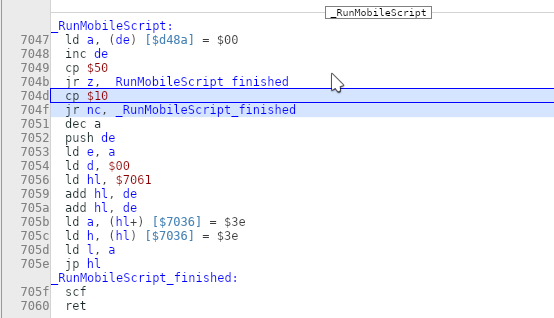 _RunMobileScript
_RunMobileScript:
7047 ld a, (de) [$d48a] = $00
7048 inc de
7049 cp $50
704b jr z, _RunMobileScript_finished
704d cp $10
704f jr nc, _RunMobileScript_finished
7051 dec a
7052 push de
7053 ld e, a
7054 ld d, $00
7056 ld hl, $7061
7059 add hl, de
705a add hl, de
705b ld a, (hl+) [$7036] = $3e
705c ld h, (hl) [$7036] = $3e
705d ld l, a
705e jp hl
_RunMobileScript_finished:
705f scf
7060 ret